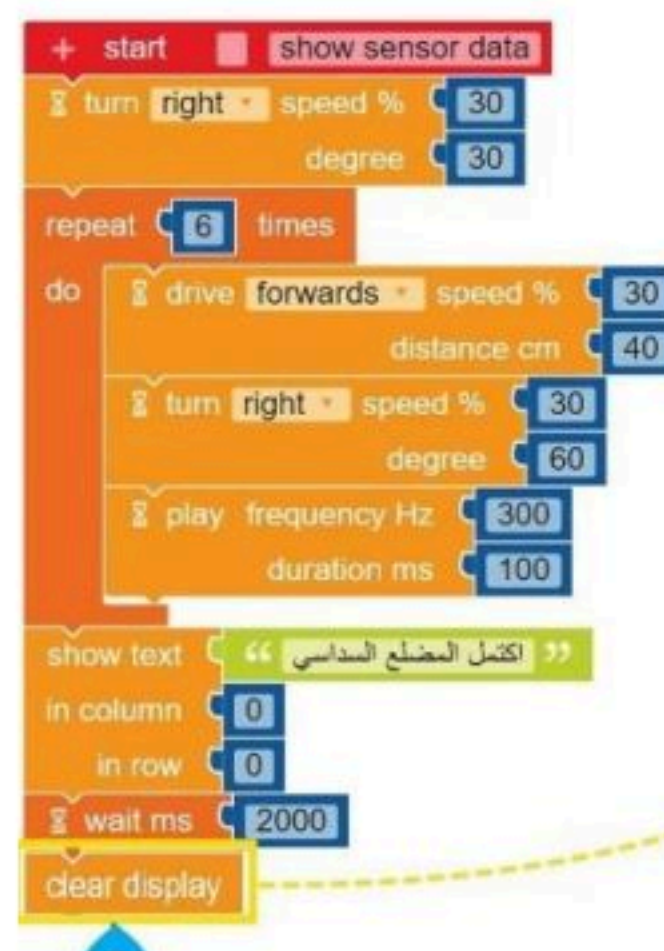 + start show sensor data
turn right speed % 30
degree 30
repeat 6 times
do drive forwards speed % 30
distance cm 40
turn right speed % 30
degree 60
play frequency Hz 300
duration ms 100
show text “ اكتمل المضلع السداسي ”
in column 0
in row 0
wait ms 2000
clear display